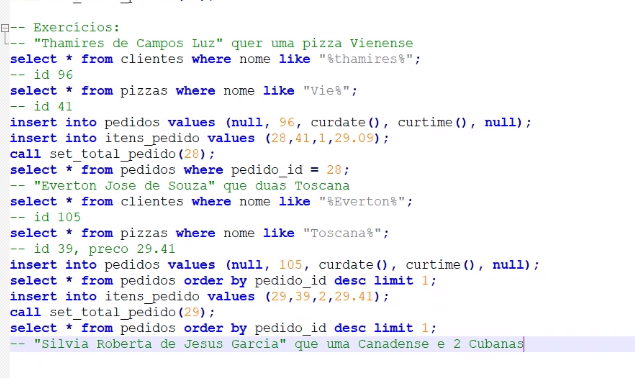 -- Exercícios:
-- "Thamires de Campos Luz" quer uma pizza Vienense
select * from clientes where nome like "%thamires%";
-- id 96
select * from pizzas where nome like "Vie%";
-- id 41
insert into pedidos values (null, 96, curdate(), curtime(), null);
insert into itens_pedido values (28,41,1,29.09);
call set_total_pedido(28);
select * from pedidos where pedido_id = 28;
-- "Everton Jose de Souza" que duas Toscana
select * from clientes where nome like "%Everton%";
-- id 105
select * from pizzas where nome like "Toscana%";
-- id 39, preco 29.41
insert into pedidos values (null, 105, curdate(), curtime(), null);
select * from pedidos order by pedido_id desc limit 1;
insert into itens_pedido values (29,39,2,29.41);
call set_total_pedido(29);
select * from pedidos order by pedido_id desc limit 1;
-- "Silvia Roberta de Jesus Garcia" que uma Canadense e 2 Cubanas